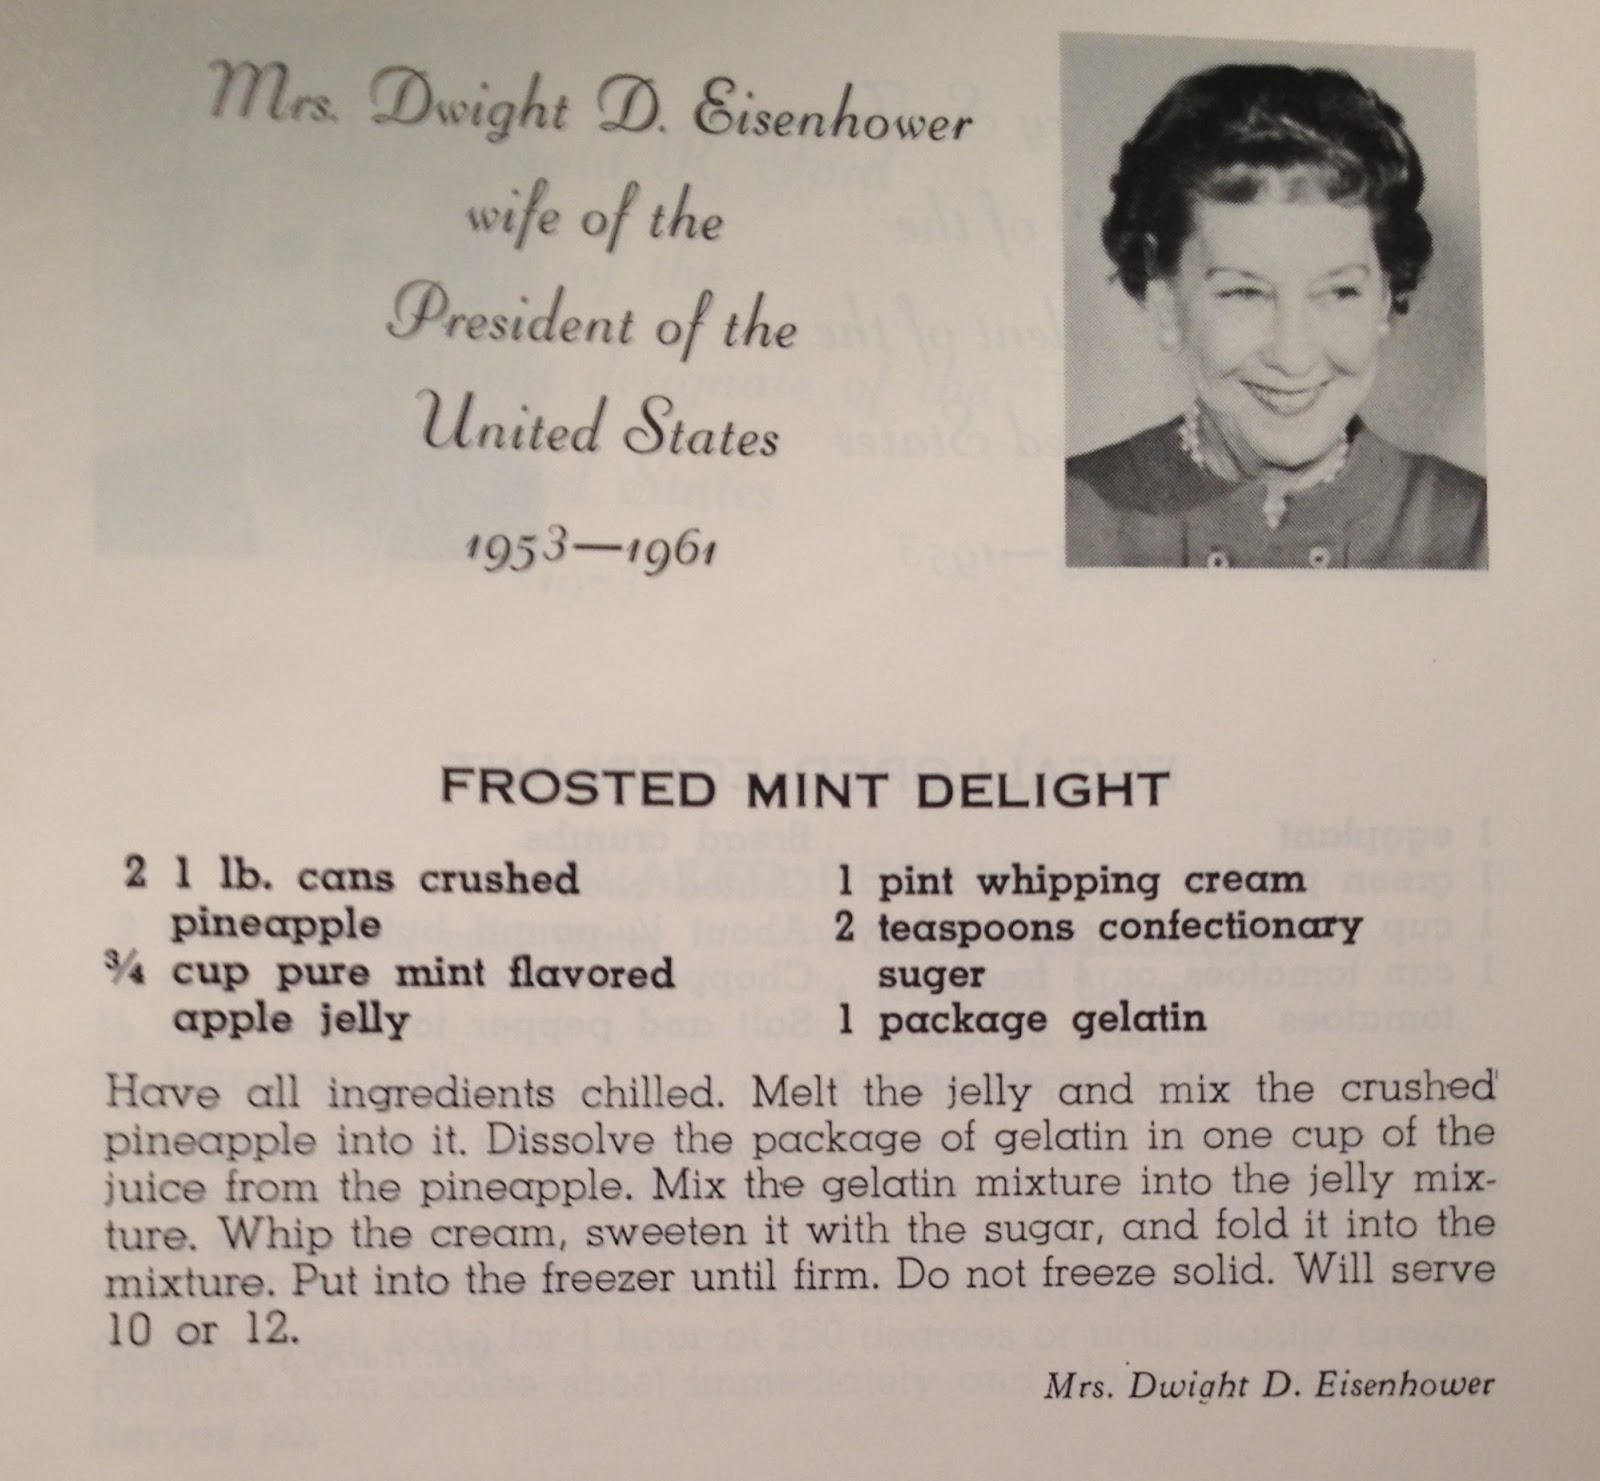 Mrs. Dwight D. Eisenhower
wife of the
President of the
United States
1953—1961
FROSTED MINT DELIGHT
2 1 lb. cans crushed
pineapple
¾ cup pure mint flavored
apple jelly
1 pint whipping cream
2 teaspoons confectionary
suger
1 package gelatin
Have all ingredients chilled. Melt the jelly and mix the crushed
pineapple into it. Dissolve the package of gelatin in one cup of the
juice from the pineapple. Mix the gelatin mixture into the jelly mix-
ture. Whip the cream, sweeten it with the sugar, and fold it into the
mixture. Put into the freezer until firm. Do not freeze solid. Will serve
10 or 12.
Mrs. Dwight D. Eisenhower